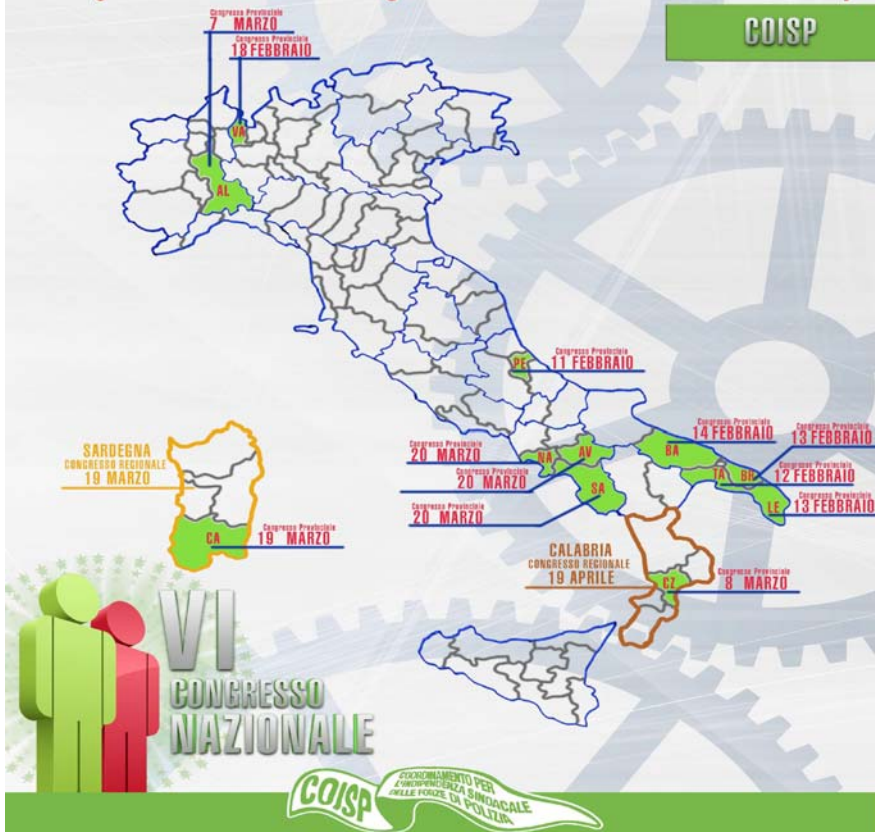 Congresso Provinciale
7 MARZO
Congresso Provinciale
18 FEBBRAIO
COISP
VA
AL
PE
Congresso Provinciale
11 FEBBRAIO
Congresso Provinciale
14 FEBBRAIO
Congresso Provinciale
13 FEBBRAIO
BA
Congresso Provinciale
20 MARZO
NA
AV
TA
BR
Congresso Provinciale
12 FEBBRAIO
Congresso Provinciale
20 MARZO
SA
LE
Congresso Provinciale
13 FEBBRAIO
Congresso Provinciale
20 MARZO
SARDEGNA
CONGRESSO REGIONALE
19 MARZO
CA
Congresso Provinciale
19 MARZO
CALABRIA
CONGRESSO REGIONALE
19 APRILE
CZ
Congresso Provinciale
8 MARZO
VI
CONGRESSO
NAZIONALE
COISP
COORDINAMENTO PER
L'INDIPENDENZA SINDACALE
DELLE FORZE DI POLIZIA